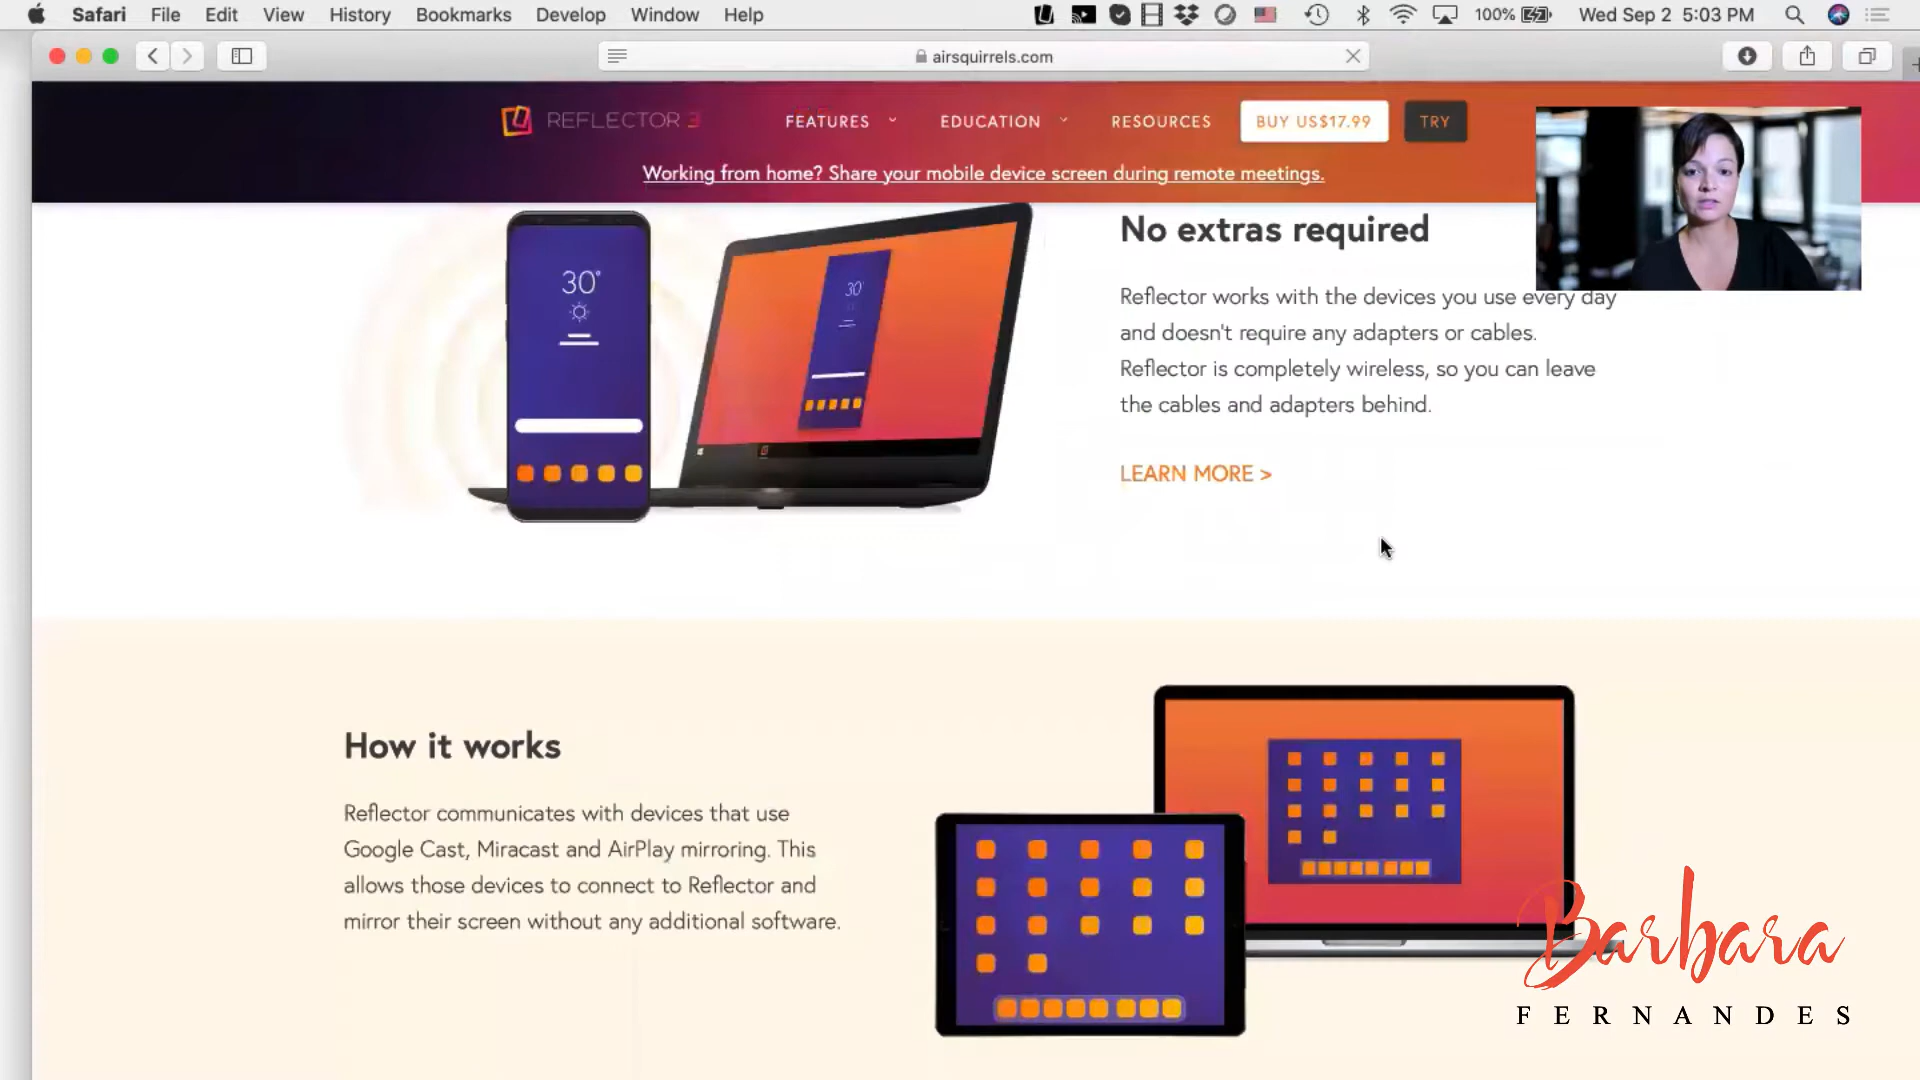 Safari File Edit View History Bookmarks Develop Window Help 100% Wed Sep 2 5:03 PM
airsquirrels.com
REFLECTOR 3 FEATURES EDUCATION RESOURCES BUY US$17.99 TRY
Working from home? Share your mobile device screen during remote meetings.
30°
30°
No extras required
Reflector works with the devices you use every day
and doesn't require any adapters or cables.
Reflector is completely wireless, so you can leave
the cables and adapters behind.
LEARN MORE >
How it works
Reflector communicates with devices that use
Google Cast, Miracast and AirPlay mirroring. This
allows those devices to connect to Reflector and
mirror their screen without any additional software.
Barbara
FERNANDES